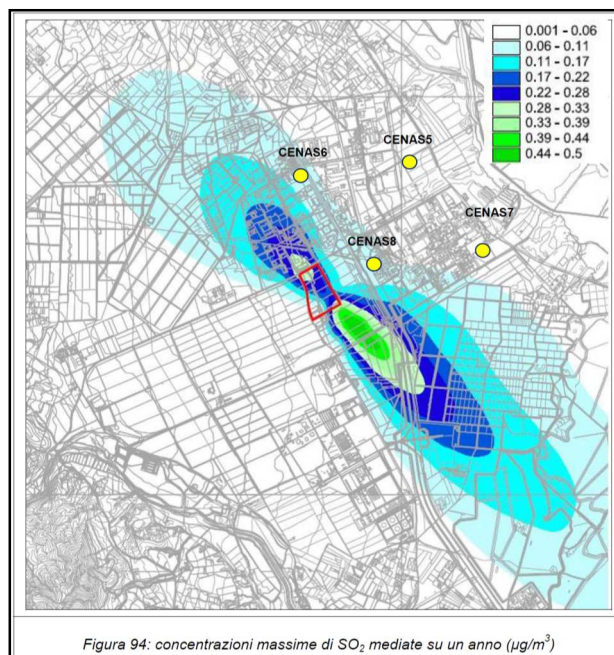 0.001 - 0.06
0.06 - 0.11
0.11 - 0.17
0.17 - 0.22
0.22 - 0.28
0.28 - 0.33
0.33 - 0.39
0.39 - 0.44
0.44 - 0.5
CENAS5
CENAS6
CENAS7
CENAS8
Figura 94: concentrazioni massime di SO₂ mediate su un anno (µg/m³)